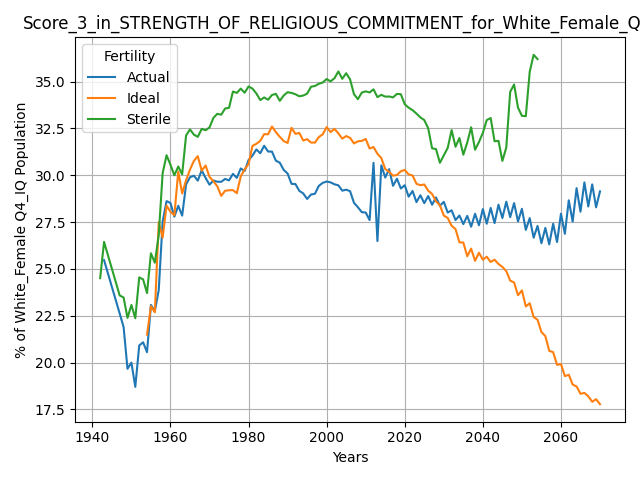 Score_3_in_STRENGTH_OF_RELIGIOUS_COMMITMENT_for_White_Female_Q
Fertility
Actual
Ideal
Sterile
% of White_Female Q4_IQ Population
35.0
32.5
30.0
27.5
25.0
22.5
20.0
17.5
1940 1960 1980 2000 2020 2040 2060
Years